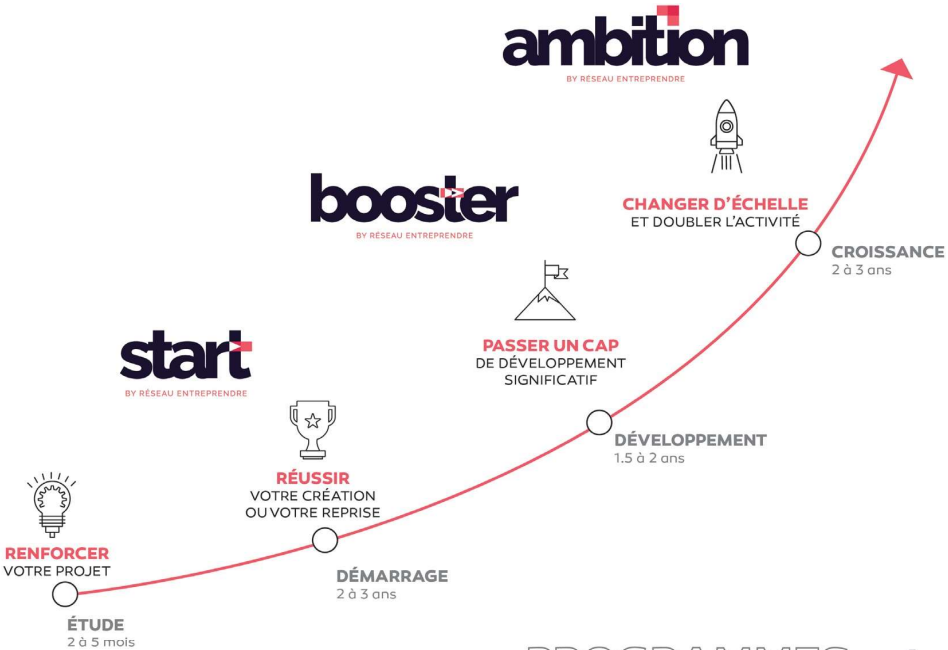 ambition
BY RÉSEAU ENTREPRENDRE
booster
BY RÉSEAU ENTREPRENDRE
CHANGER D'ÉCHELLE
ET DOUBLER L'ACTIVITÉ
CROISSANCE
2 à 3 ans
start
BY RÉSEAU ENTREPRENDRE
PASSER UN CAP
DE DÉVELOPPEMENT
SIGNIFICATIF
DÉVELOPPEMENT
1.5 à 2 ans
RÉUSSIR
VOTRE CRÉATION
OU VOTRE REPRISE
DÉMARRAGE
2 à 3 ans
RENFORCER
VOTRE PROJET
ÉTUDE
2 à 5 mois